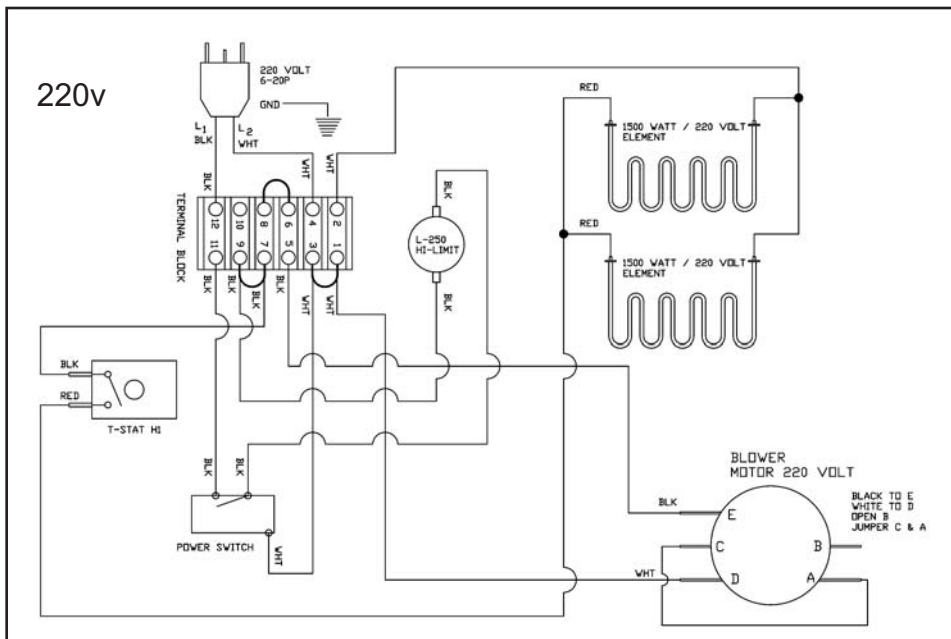 220v
220 VOLT
6-20P
GND
L1
BLK
L2
WHT
BLK
WHT
WHT
TERMINAL BLOCK
12
10
8
6
4
2
11
9
7
5
3
1
BLK
BLK
BLK
WHT
WHT
BLK
L-250
HI-LIMIT
BLK
RED
1500 WATT / 220 VOLT
ELEMENT
RED
1500 WATT / 220 VOLT
ELEMENT
BLK
RED
T-STAT H1
BLK
BLK
POWER SWITCH
WHT
BLOWER
MOTOR 220 VOLT
BLACK TO E
WHITE TO D
OPEN B
JUMPER C & A
BLK
E
C
B
WHT
D
A